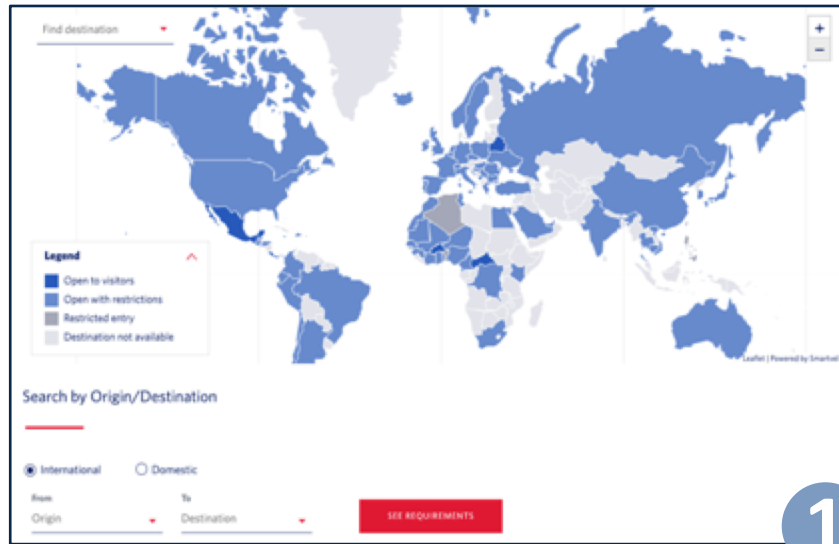 Find destination
+
−
Legend
Open to visitors
Open with restrictions
Restricted entry
Destination not available
Leaflet | Powered by Smartvel
Search by Origin/Destination
International
Domestic
From
To
Origin
Destination
SEE REQUIREMENTS
1